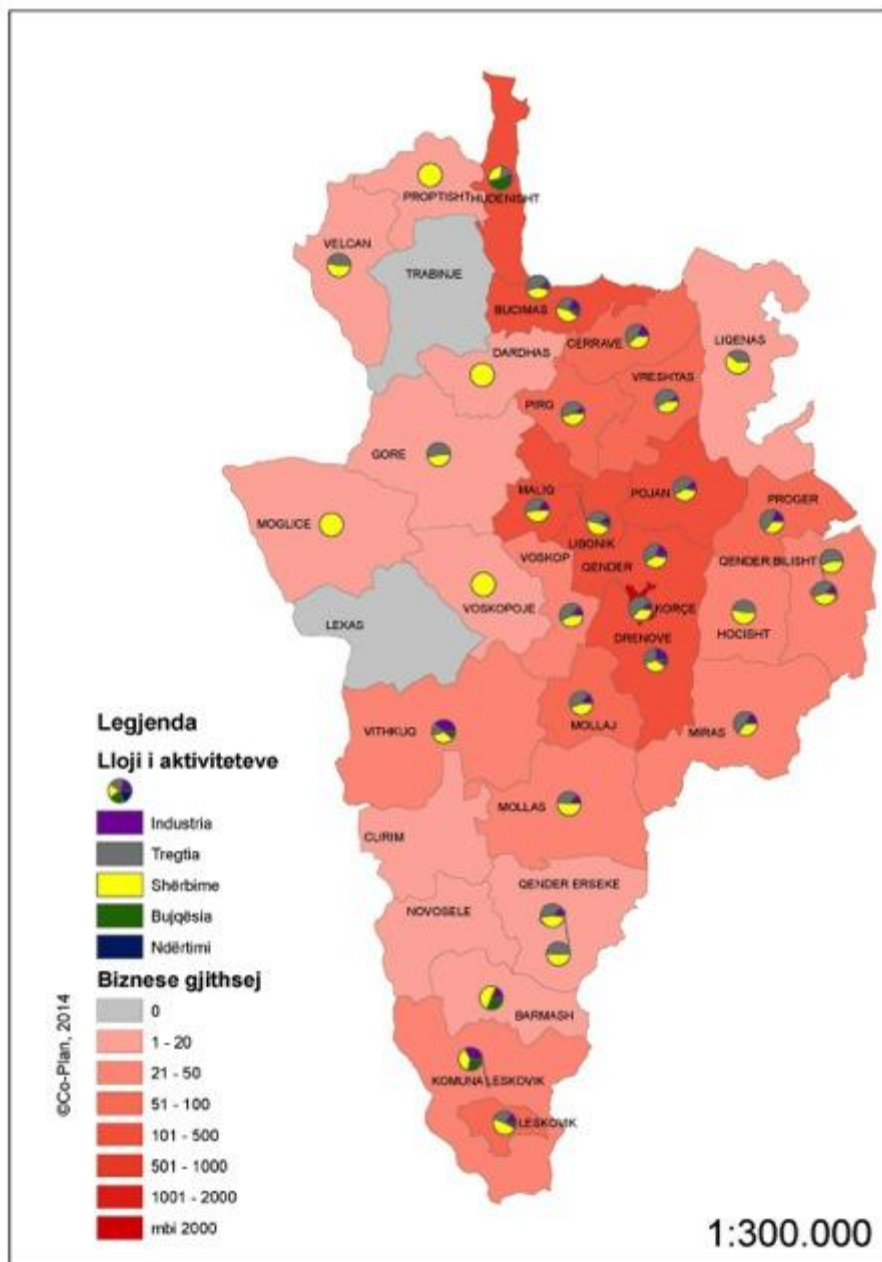 PROPTISHT
HUDENISHT
VELCAN
TRABINJE
BUCIMAS
DARDHAS
CERRAVE
LIQENAS
VRESHTAS
PIRG
GORE
MALIQ
POJAN
PROGER
MOGLICE
LIBONIK
VOSKOP
QENDER
QENDER BILISHT
VOSKOPOJE
KORÇE
LEKAS
DRENOVE
HOCISHT
VITHKUQ
MOLLAJ
MIRAS
MOLLAS
CLIRIM
QENDER ERSEKE
NOVOSELE
BARMASH
KOMUNA LESKOVIK
LESKOVIK
Legjenda
Lloji i aktiviteteve
Industria
Tregtia
Shërbime
Bujqësia
Ndërtimi
Biznese gjithsej
0
1 - 20
21 - 50
51 - 100
101 - 500
501 - 1000
1001 - 2000
mbi 2000
©Co-Plan, 2014
1:300.000